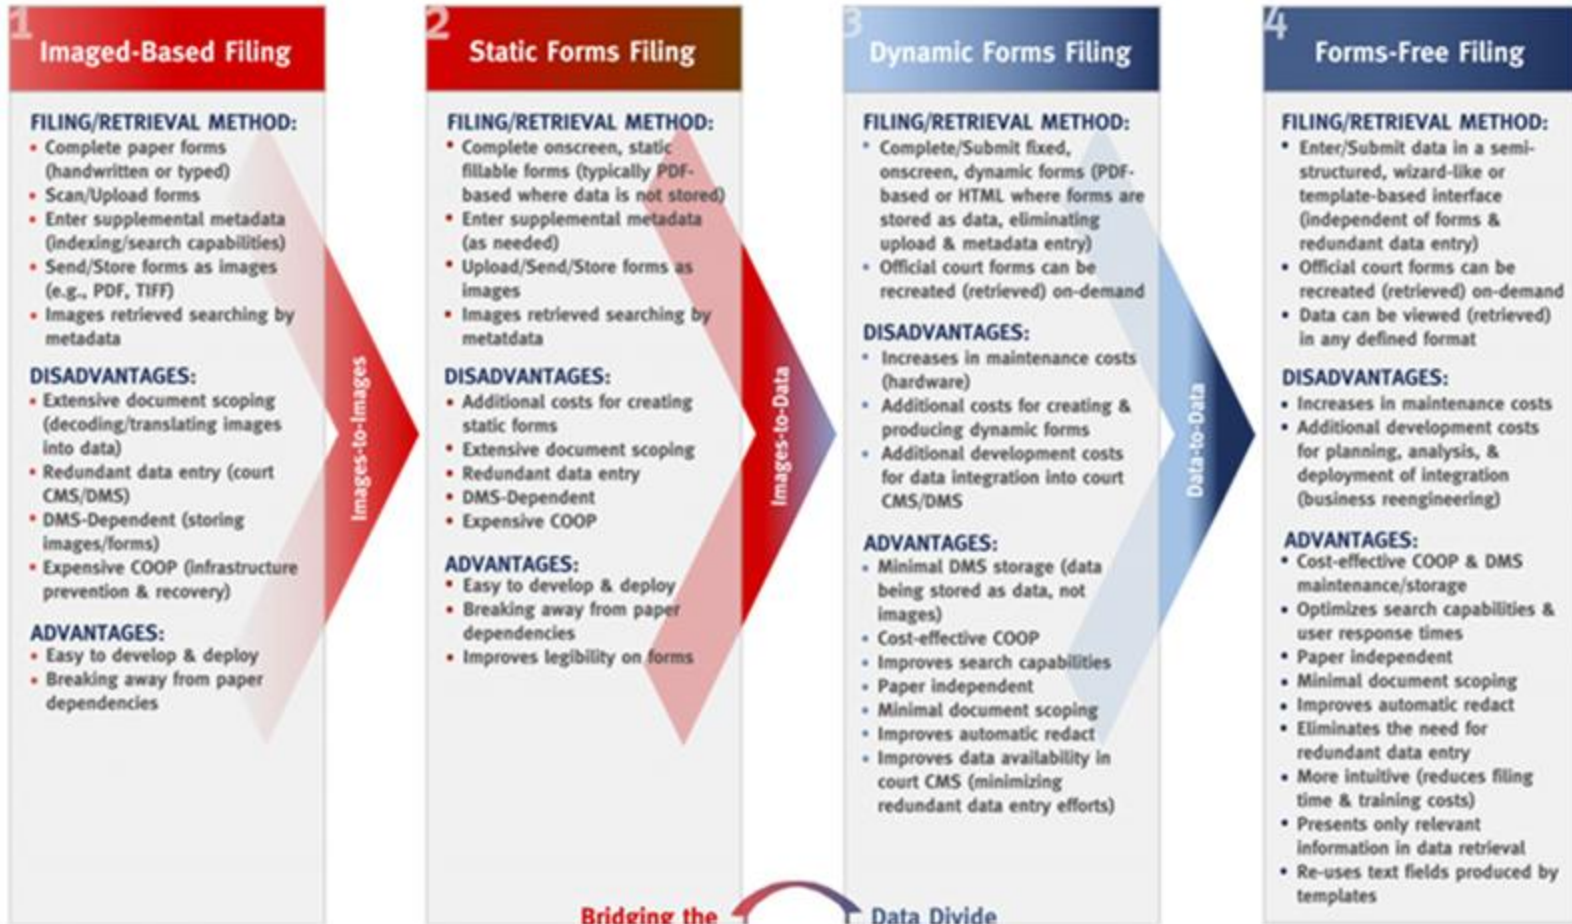 1
Imaged-Based Filing
FILING/RETRIEVAL METHOD:
• Complete paper forms
(handwritten or typed)
• Scan/Upload forms
• Enter supplemental metadata
(indexing/search capabilities)
• Send/Store forms as images
(e.g., PDF, TIFF)
• Images retrieved searching by
metadata
DISADVANTAGES:
• Extensive document scoping
(decoding/translating images
into data)
• Redundant data entry (court
CMS/DMS)
• DMS-Dependent (storing
images/forms)
• Expensive COOP (infrastructure
prevention & recovery)
ADVANTAGES:
• Easy to develop & deploy
• Breaking away from paper
dependencies
Images-to-Images
2
Static Forms Filing
FILING/RETRIEVAL METHOD:
• Complete onscreen, static
fillable forms (typically PDF-
based where data is not stored)
• Enter supplemental metadata
(as needed)
• Upload/Send/Store forms as
images
• Images retrieved searching by
metatdata
DISADVANTAGES:
• Additional costs for creating
static forms
• Extensive document scoping
• Redundant data entry
• DMS-Dependent
• Expensive COOP
ADVANTAGES:
• Easy to develop & deploy
• Breaking away from paper
dependencies
• Improves legibility on forms
Images-to-Data
3
Dynamic Forms Filing
FILING/RETRIEVAL METHOD:
• Complete/Submit fixed,
onscreen, dynamic forms (PDF-
based or HTML where forms are
stored as data, eliminating
upload & metadata entry)
• Official court forms can be
recreated (retrieved) on-demand
DISADVANTAGES:
• Increases in maintenance costs
(hardware)
• Additional costs for creating &
producing dynamic forms
• Additional development costs
for data integration into court
CMS/DMS
ADVANTAGES:
• Minimal DMS storage (data
being stored as data, not
images)
• Cost-effective COOP
• Improves search capabilities
• Paper independent
• Minimal document scoping
• Improves automatic redact
• Improves data availability in
court CMS (minimizing
redundant data entry efforts)
Data-to-Data
4
Forms-Free Filing
FILING/RETRIEVAL METHOD:
• Enter/Submit data in a semi-
structured, wizard-like or
template-based interface
(independent of forms &
redundant data entry)
• Official court forms can be
recreated (retrieved) on-demand
• Data can be viewed (retrieved)
in any defined format
DISADVANTAGES:
• Increases in maintenance costs
• Additional development costs
for planning, analysis, &
deployment of integration
(business reengineering)
ADVANTAGES:
• Cost-effective COOP & DMS
maintenance/storage
• Optimizes search capabilities &
user response times
• Paper independent
• Minimal document scoping
• Improves automatic redact
• Eliminates the need for
redundant data entry
• More intuitive (reduces filing
time & training costs)
• Presents only relevant
information in data retrieval
• Re-uses text fields produced by
templates
Bridging the Data Divide